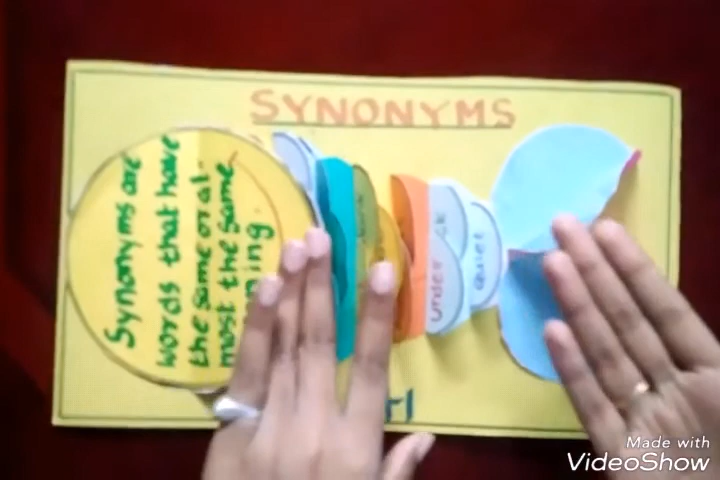 SYNONYMS
Synonyms are
words that have
the same or al-
most the same
under
quiet
Made with
VideoShow